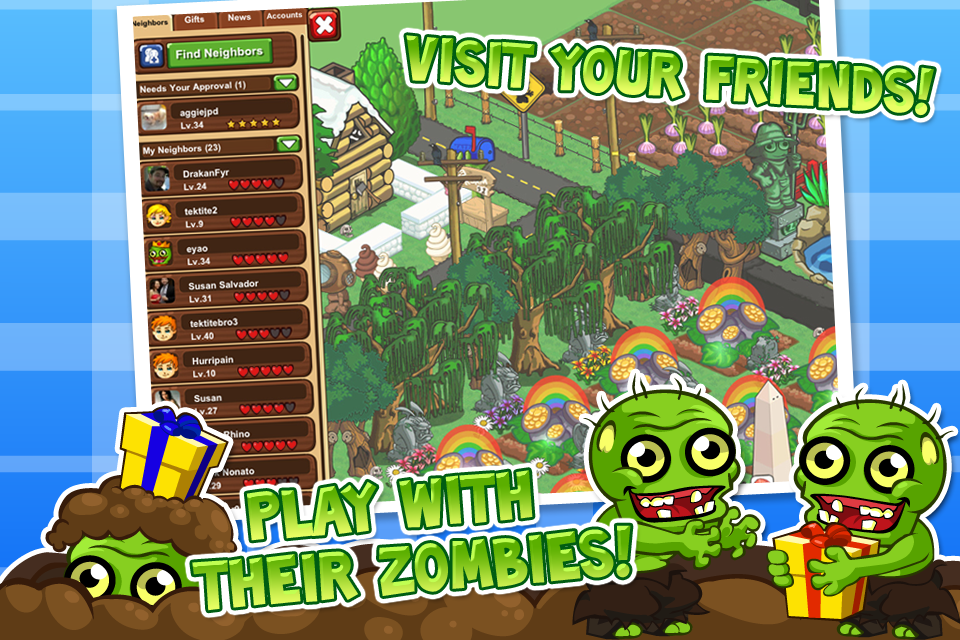 Neighbors Gifts News Accounts
Find Neighbors
Needs Your Approval (1)
aggiejpd
Lv.34
My Neighbors (23)
DrakanFyr
Lv.24
tektite2
Lv.9
eyao
Lv.34
Susan Salvador
Lv.31
tektitebro3
Lv.40
Hurripain
Lv.10
Susan
Lv.27
Rhino
Nonato
29
VISIT YOUR FRIENDS!
PLAY WITH
THEIR ZOMBIES!